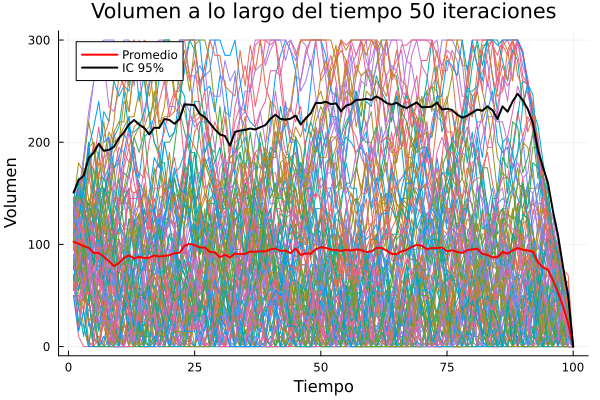 Volumen a lo largo del tiempo 50 iteraciones
Promedio
IC 95%
Volumen
300
200
100
0
0 25 50 75 100
Tiempo